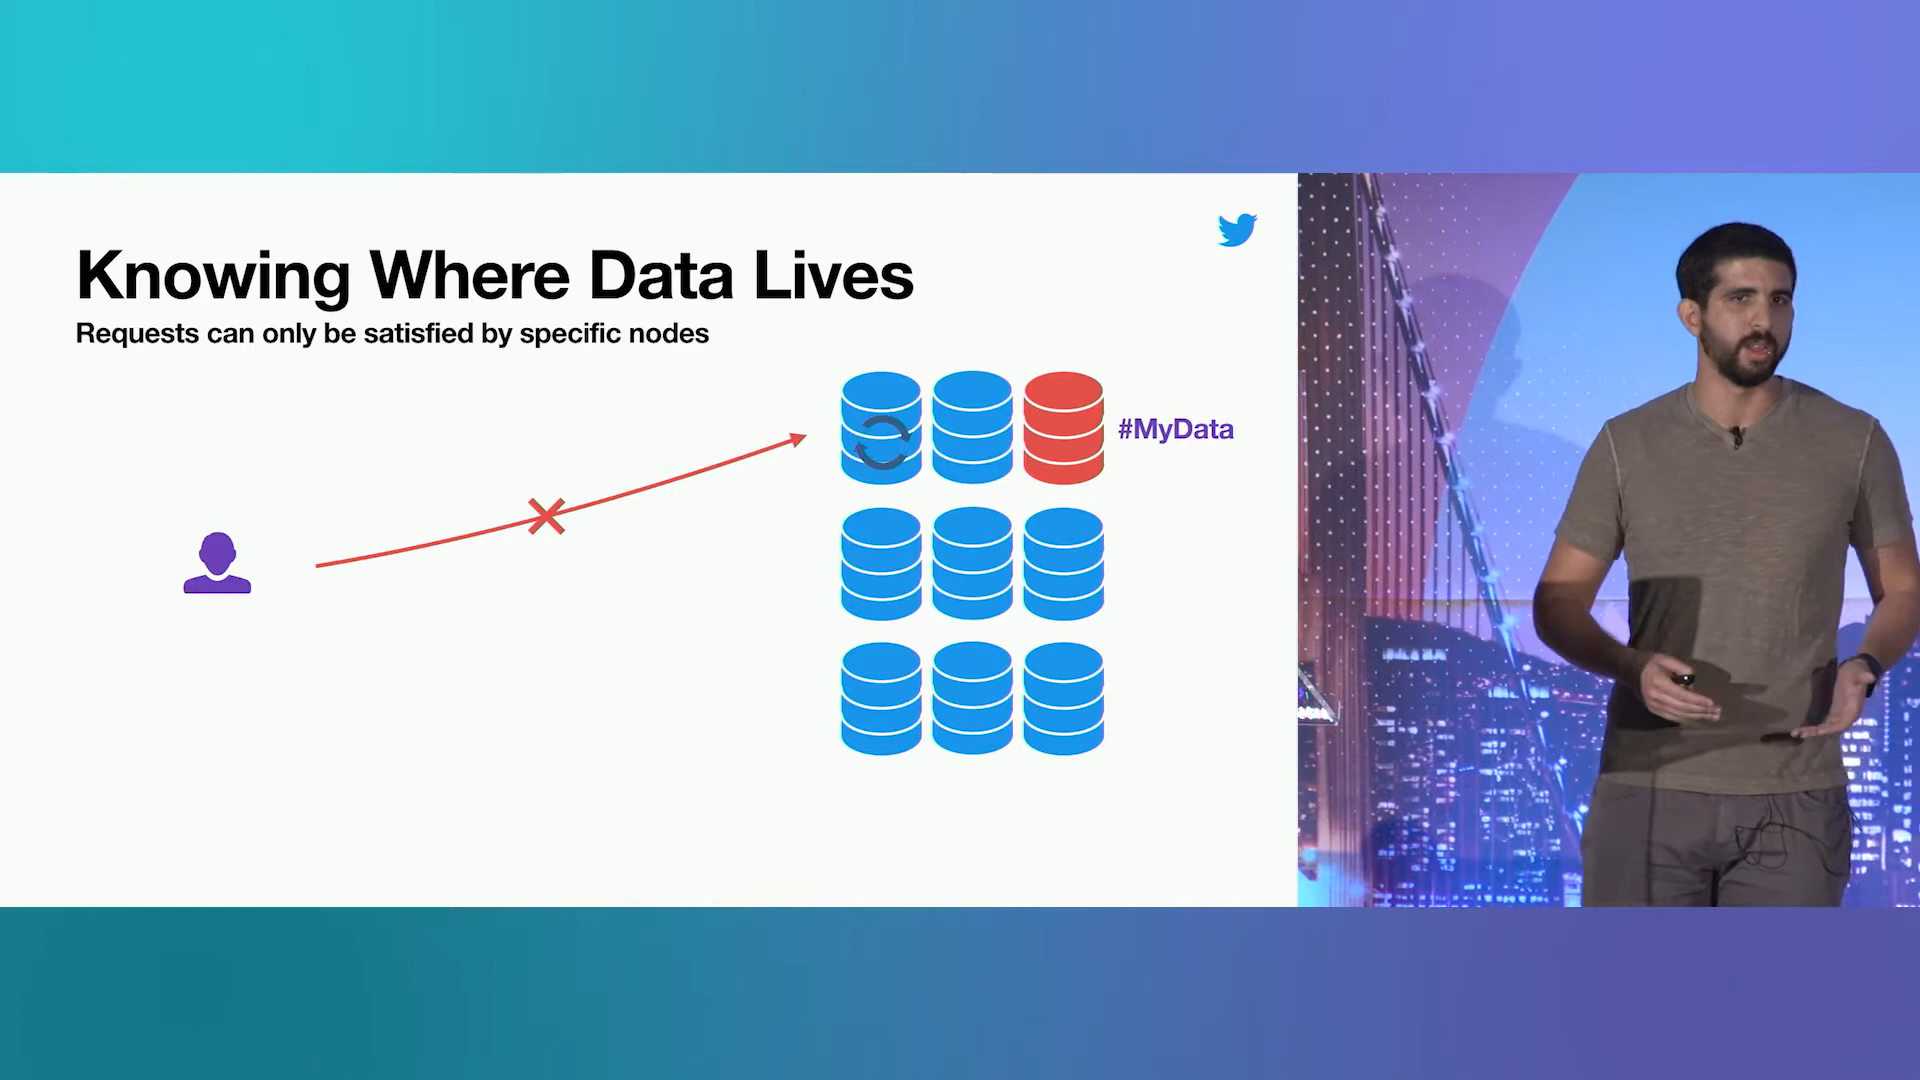 Knowing Where Data Lives
Requests can only be satisfied by specific nodes
#MyData